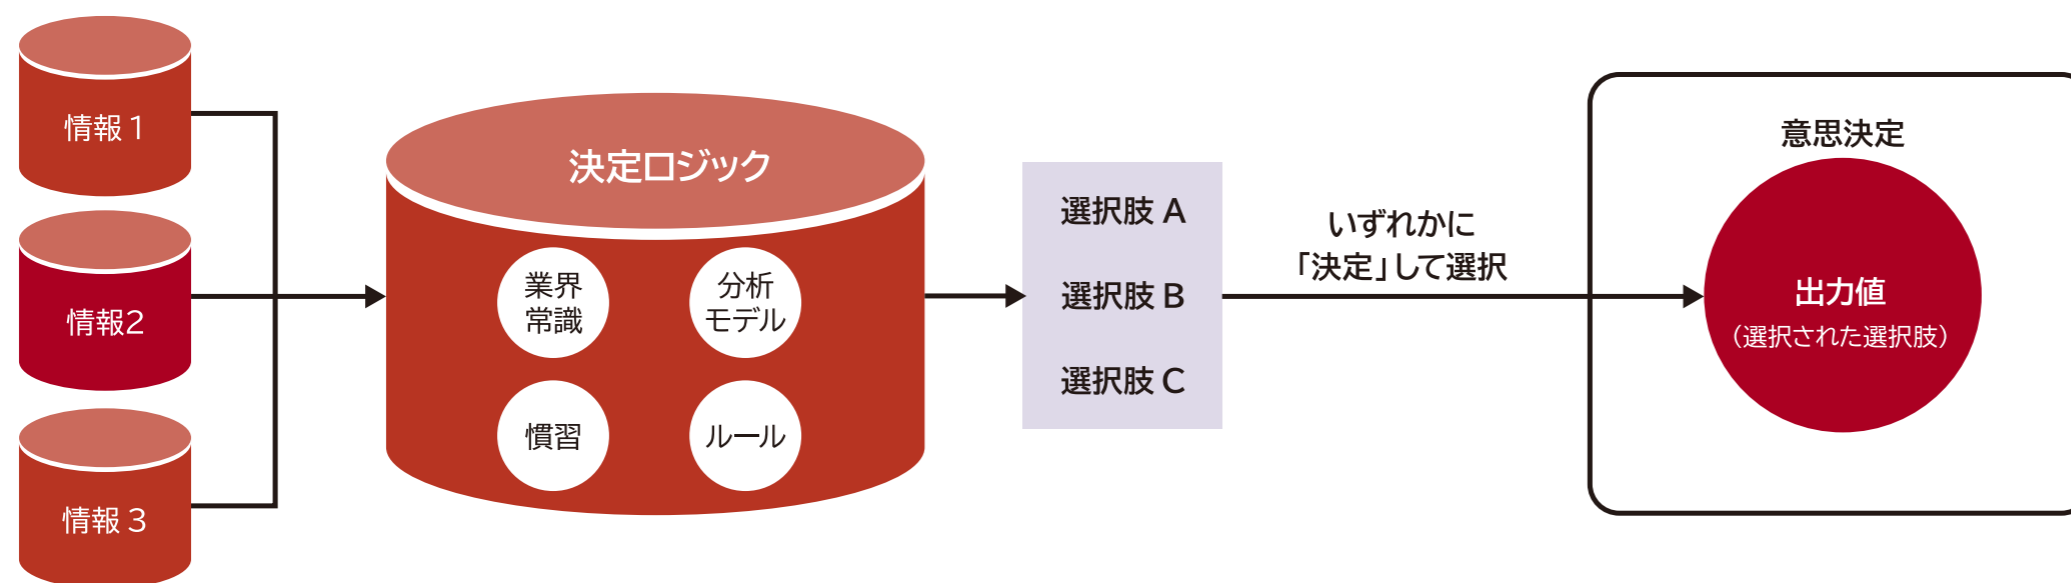 情報 1
情報2
情報 3
決定ロジック
業界
常識
分析
モデル
慣習
ルール
選択肢 A
選択肢 B
選択肢 C
いずれかに
「決定」して選択
意思決定
出力値
（選択された選択肢）